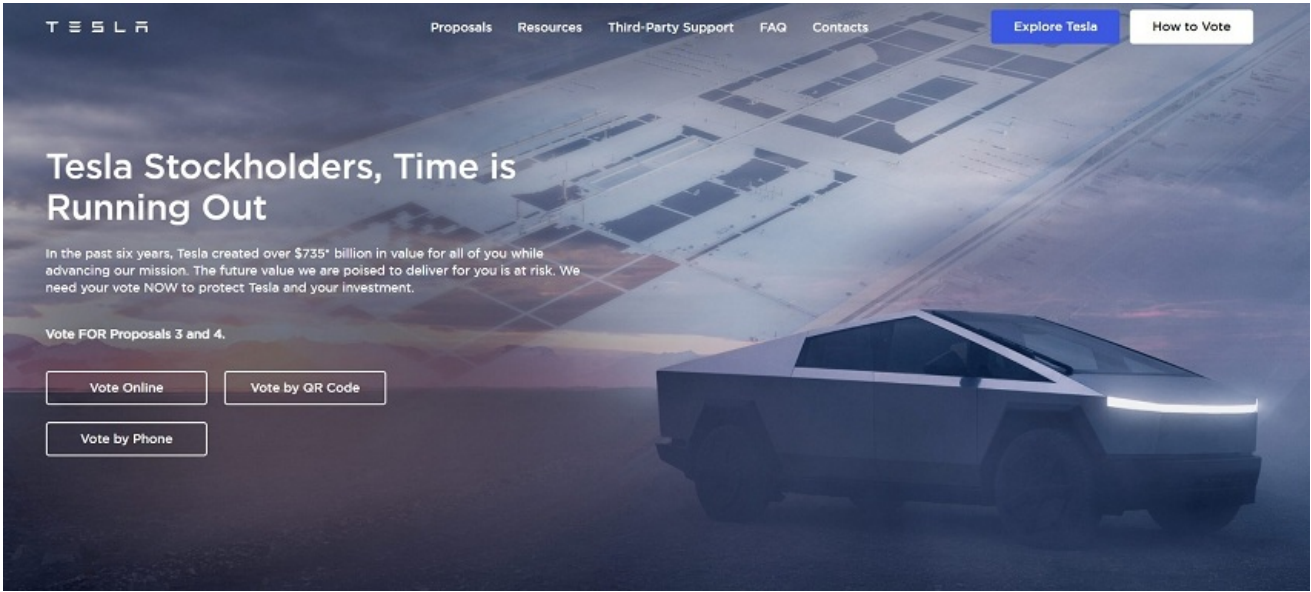 TESLA
Proposals Resources Third-Party Support FAQ Contacts Explore Tesla How to Vote
Tesla Stockholders, Time is
Running Out
In the past six years, Tesla created over $735* billion in value for all of you while
advancing our mission. The future value we are poised to deliver for you is at risk. We
need your vote NOW to protect Tesla and your investment.
Vote FOR Proposals 3 and 4.
Vote Online Vote by QR Code
Vote by Phone